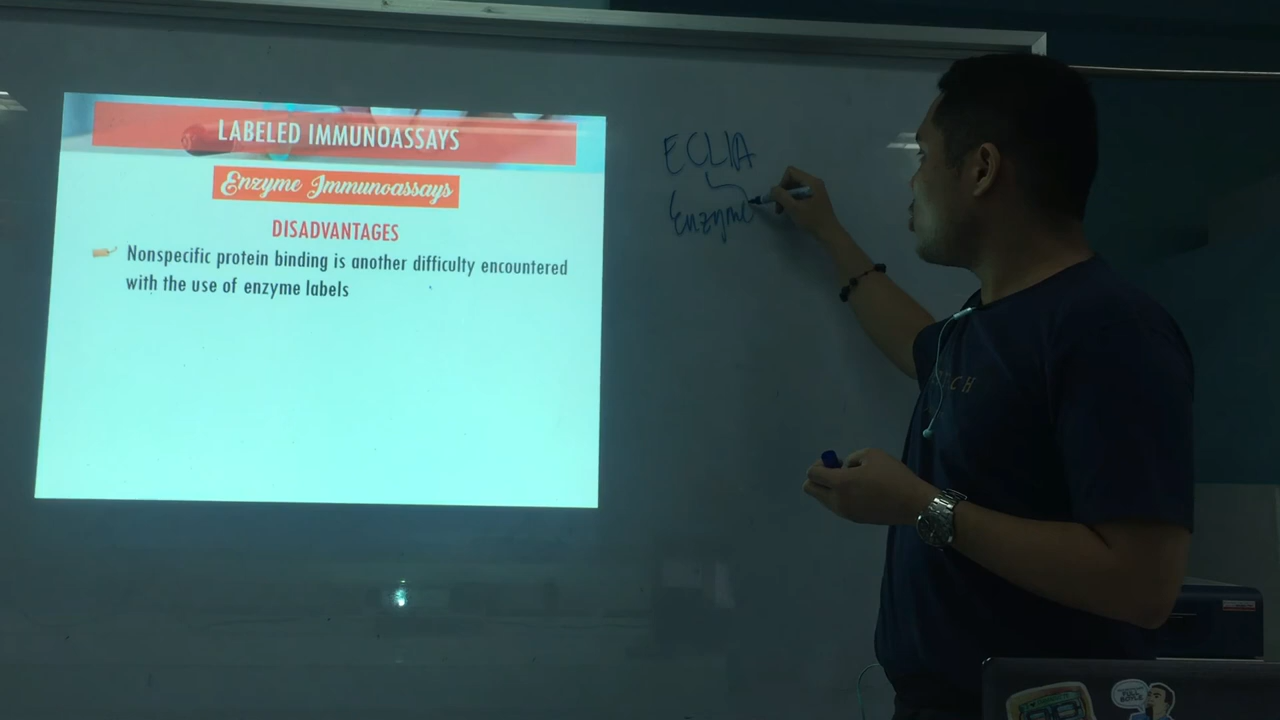 LABELED IMMUNOASSAYS
Enzyme Immunoassays
DISADVANTAGES
Nonspecific protein binding is another difficulty encountered
with the use of enzyme labels
ECLIA
Enzyme